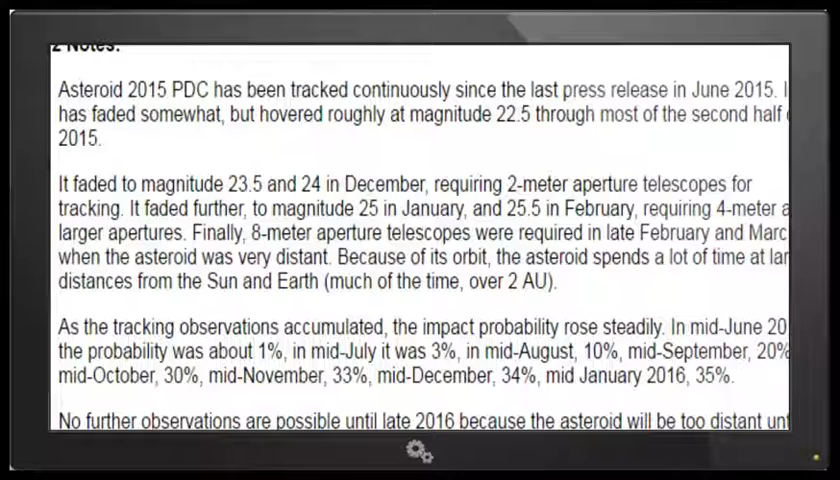 2 Notes:
Asteroid 2015 PDC has been tracked continuously since the last press release in June 2015. I
has faded somewhat, but hovered roughly at magnitude 22.5 through most of the second half
2015.
It faded to magnitude 23.5 and 24 in December, requiring 2-meter aperture telescopes for
tracking. It faded further, to magnitude 25 in January, and 25.5 in February, requiring 4-meter a
larger apertures. Finally, 8-meter aperture telescopes were required in late February and Marc
when the asteroid was very distant. Because of its orbit, the asteroid spends a lot of time at lar
distances from the Sun and Earth (much of the time, over 2 AU).
As the tracking observations accumulated, the impact probability rose steadily. In mid-June 20
the probability was about 1%, in mid-July it was 3%, in mid-August, 10%, mid-September, 20%
mid-October, 30%, mid-November, 33%, mid-December, 34%, mid January 2016, 35%.
No further observations are possible until late 2016 because the asteroid will be too distant unt